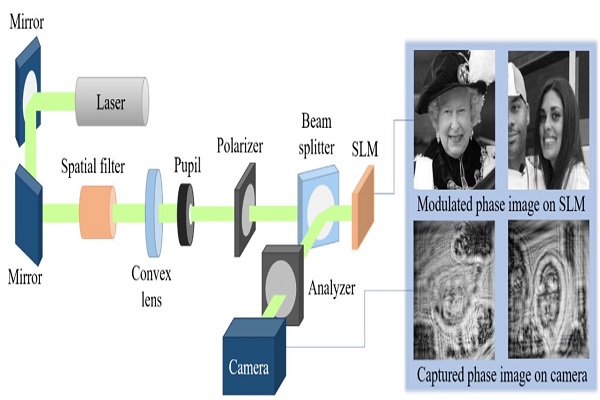 Mirror
Laser
Beam
splitter
Polarizer
SLM
Spatial filter
Pupil
Mirror
Convex
lens
Analyzer
Camera
Modulated phase image on SLM
Captured phase image on camera